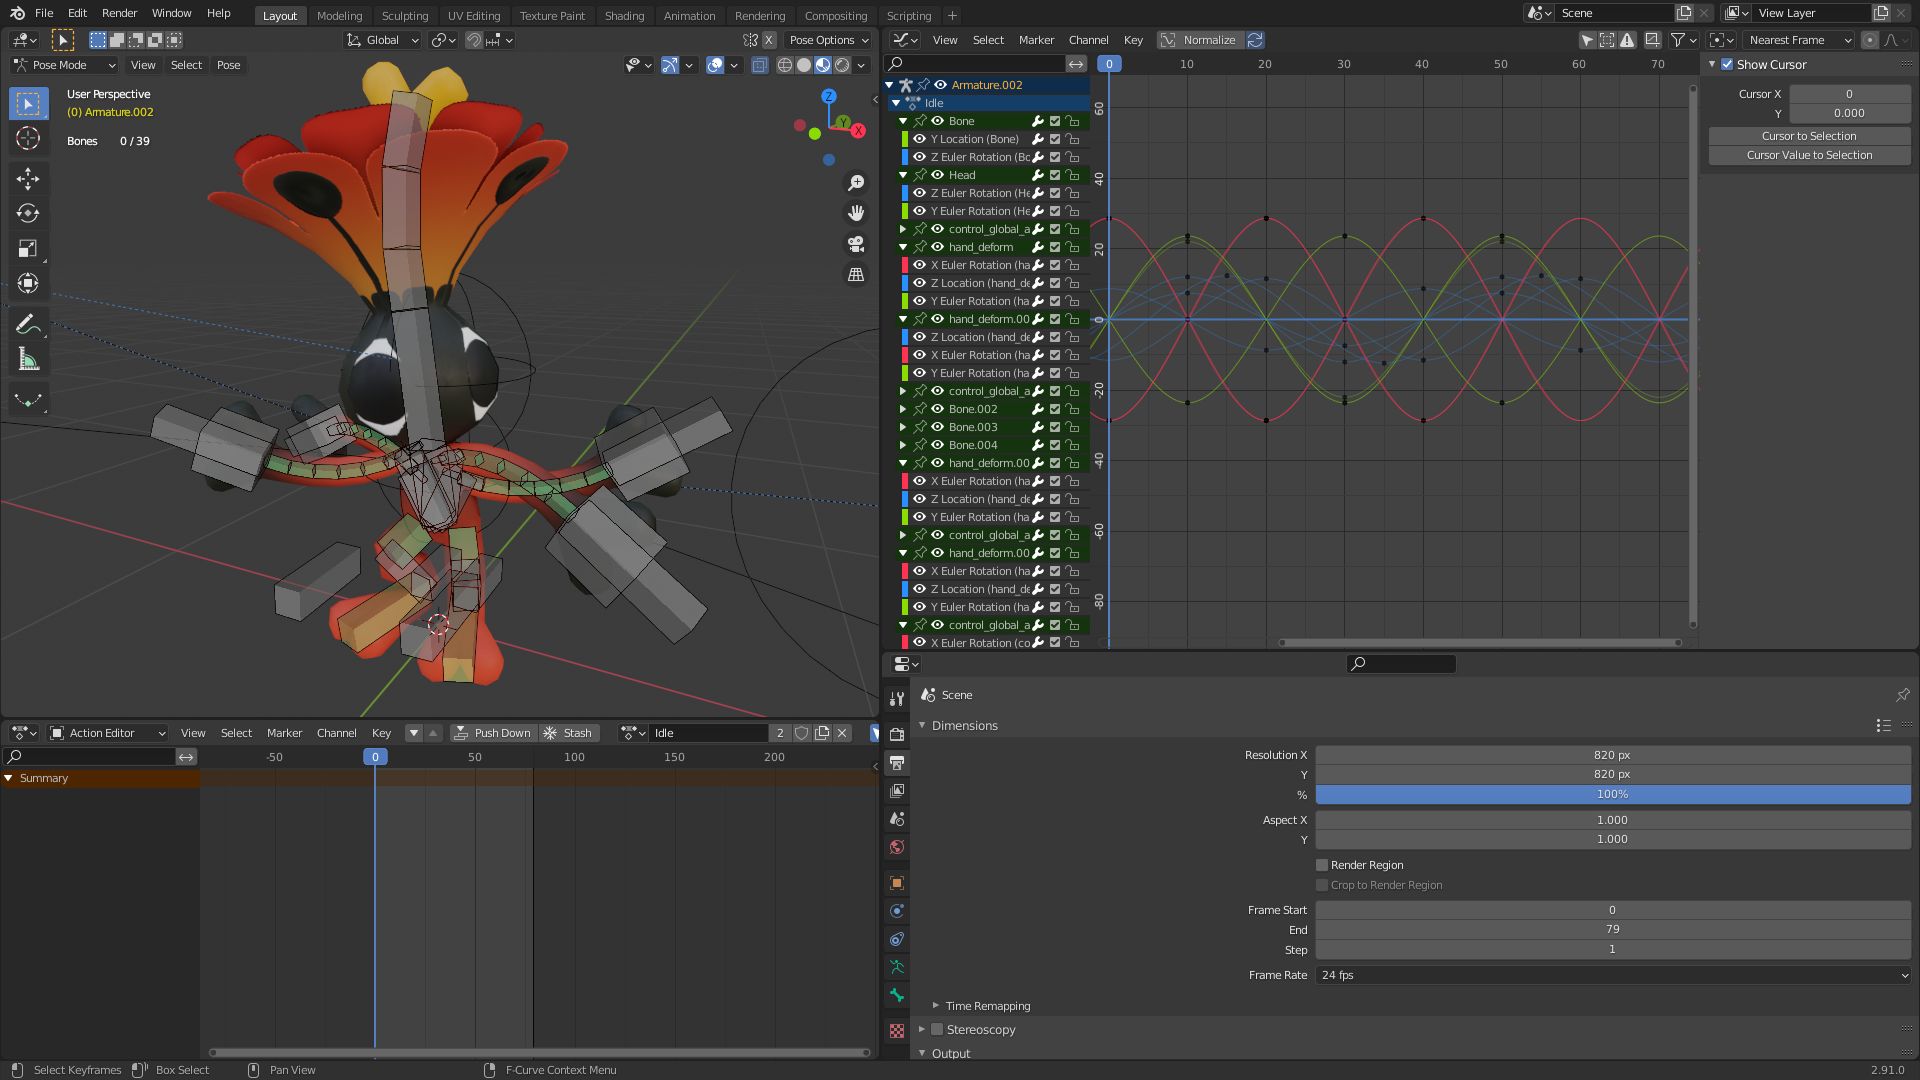 File Edit Render Window Help Layout Modeling Sculpting UV Editing Texture Paint Shading Animation Rendering Compositing Scripting + Scene View Layer
Global X Pose Options
Pose Mode View Select Pose
User Perspective
(0) Armature.002
Bones 0 / 39
Z
Y
X
View Select Marker Channel Key Normalize Nearest Frame
0 10 20 30 40 50 60 70
Armature.002
Idle
Bone
Y Location (Bone)
Z Euler Rotation (Bo
Head
Z Euler Rotation (He
Y Euler Rotation (He
control_global_a
hand_deform
X Euler Rotation (ha
Z Location (hand_de
Y Euler Rotation (ha
hand_deform.00
Z Location (hand_de
X Euler Rotation (ha
Y Euler Rotation (ha
control_global_a
Bone.002
Bone.003
Bone.004
hand_deform.00
X Euler Rotation (ha
Z Location (hand_de
Y Euler Rotation (ha
control_global_a
hand_deform.00
X Euler Rotation (ha
Z Location (hand_de
Y Euler Rotation (ha
control_global_a
X Euler Rotation (co
60
40
20
0
-20
-40
-60
-80
Show Cursor
Cursor X 0
Y 0.000
Cursor to Selection
Cursor Value to Selection
Action Editor View Select Marker Channel Key Push Down Stash Idle 2
-50 0 50 100 150 200
Summary
Scene
Dimensions
Resolution X 820 px
Y 820 px
% 100%
Aspect X 1.000
Y 1.000
Render Region
Crop to Render Region
Frame Start 0
End 79
Step 1
Frame Rate 24 fps
Time Remapping
Stereoscopy
Output
Select Keyframes Box Select Pan View F-Curve Context Menu 2.91.0